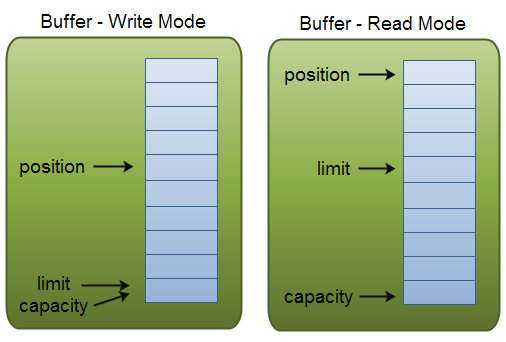 Buffer - Write Mode
position
limit
capacity
Buffer - Read Mode
position
limit
capacity